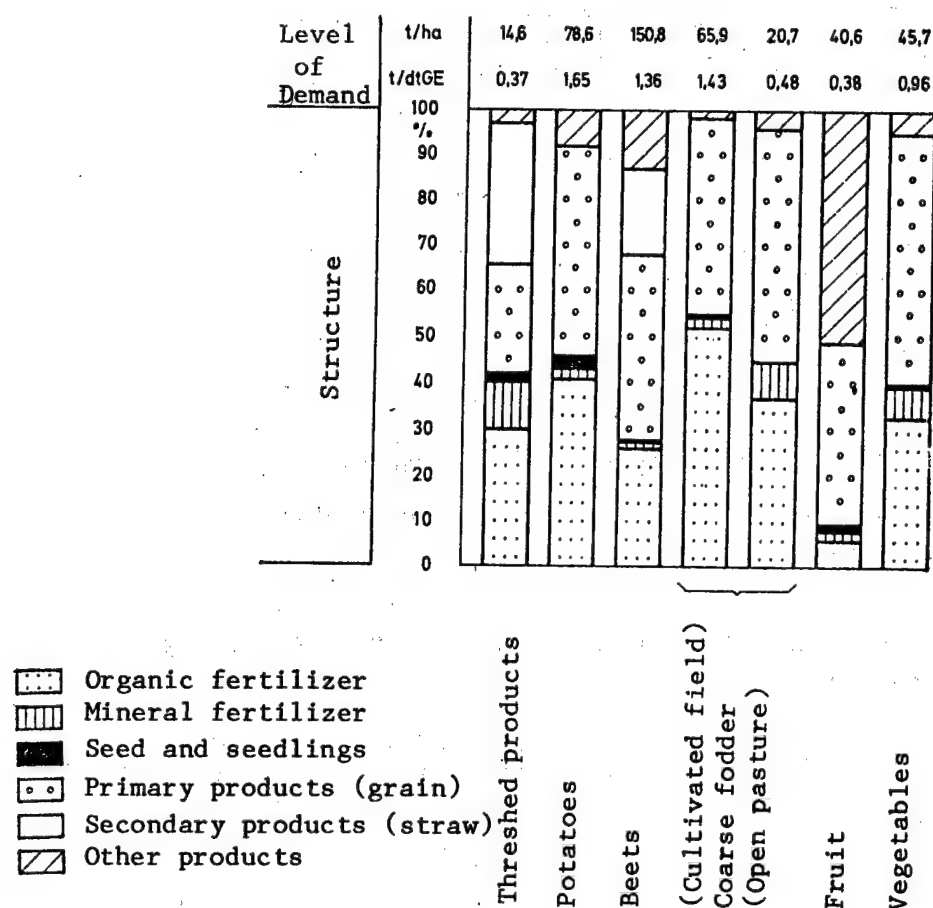 Level of Demand
t/ha 14,6 78,6 150,8 65,9 20,7 40,6 45,7
t/dtGE 0,37 1,65 1,36 1,43 0,48 0,38 0,96
Structure
100
%
90
80
70
60
50
40
30
20
10
0
Organic fertilizer
Mineral fertilizer
Seed and seedlings
Primary products (grain)
Secondary products (straw)
Other products
Threshed products
Potatoes
Beets
(Cultivated field)
Coarse fodder
(Open pasture)
Fruit
Vegetables